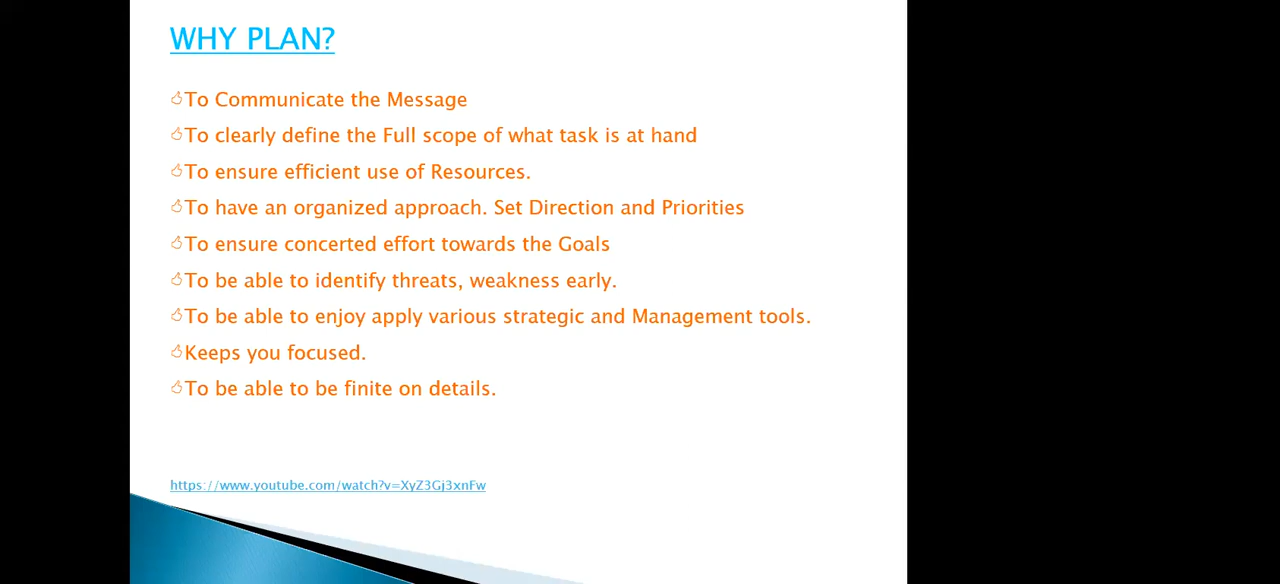 WHY PLAN?
To Communicate the Message
To clearly define the Full scope of what task is at hand
To ensure efficient use of Resources.
To have an organized approach. Set Direction and Priorities
To ensure concerted effort towards the Goals
To be able to identify threats, weakness early.
To be able to enjoy apply various strategic and Management tools.
Keeps you focused.
To be able to be finite on details.
https://www.youtube.com/watch?v=XyZ3Gj3xnFw